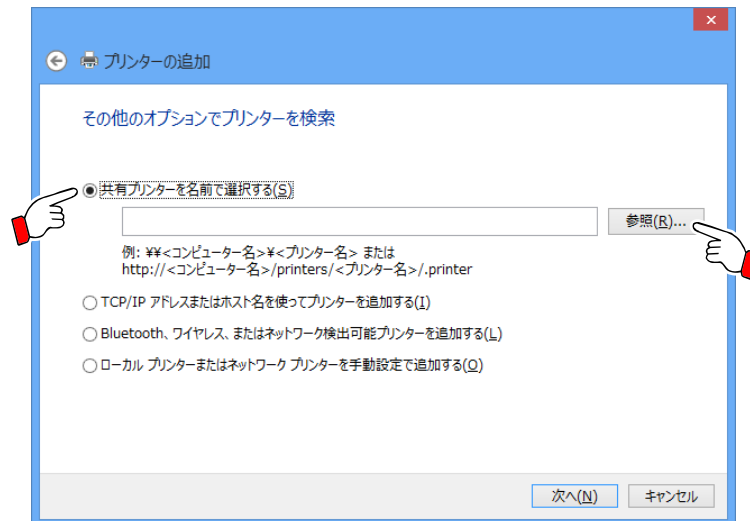 プリンターの追加
その他のオプションでプリンターを検索
共有プリンターを名前で選択する(S)
参照(R)...
例: ¥¥<コンピューター名>¥<プリンター名> または
http://<コンピューター名>/printers/<プリンター名>/.printer
TCP/IP アドレスまたはホスト名を使ってプリンターを追加する(I)
Bluetooth、ワイヤレス、またはネットワーク検出可能プリンターを追加する(L)
ローカル プリンターまたはネットワーク プリンターを手動設定で追加する(O)
次へ(N) キャンセル